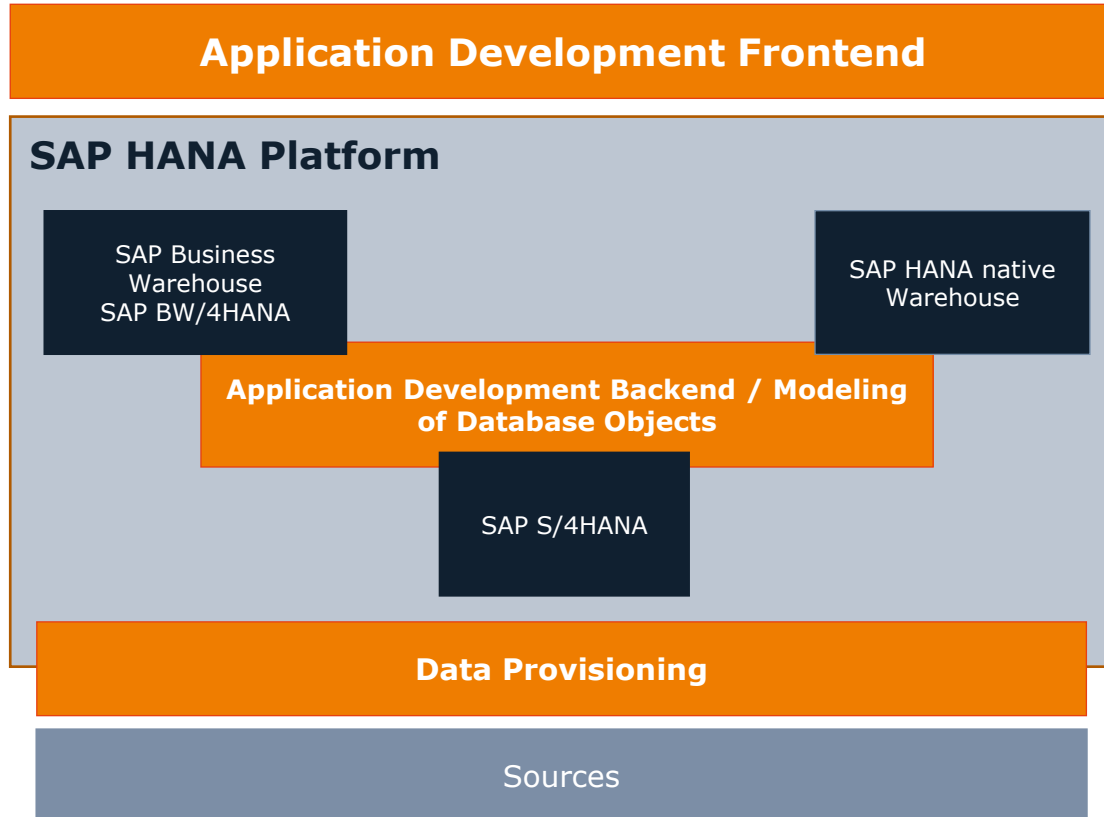 Application Development Frontend
SAP HANA Platform
SAP Business
Warehouse
SAP BW/4HANA
SAP HANA native
Warehouse
Application Development Backend / Modeling
of Database Objects
SAP S/4HANA
Data Provisioning
Sources